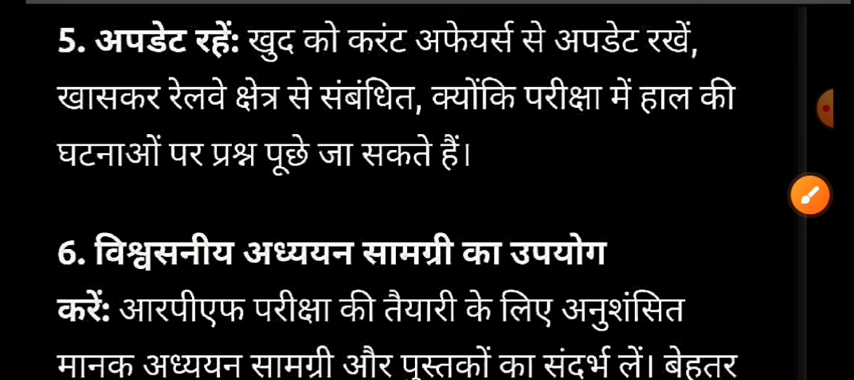 5. अपडेट रहें: खुद को करंट अफेयर्स से अपडेट रखें,
खासकर रेलवे क्षेत्र से संबंधित, क्योंकि परीक्षा में हाल की
घटनाओं पर प्रश्न पूछे जा सकते हैं।
6. विश्वसनीय अध्ययन सामग्री का उपयोग
करें: आरपीएफ परीक्षा की तैयारी के लिए अनुशंसित
मानक अध्ययन सामग्री और पुस्तकों का संदर्भ लें। बेहतर